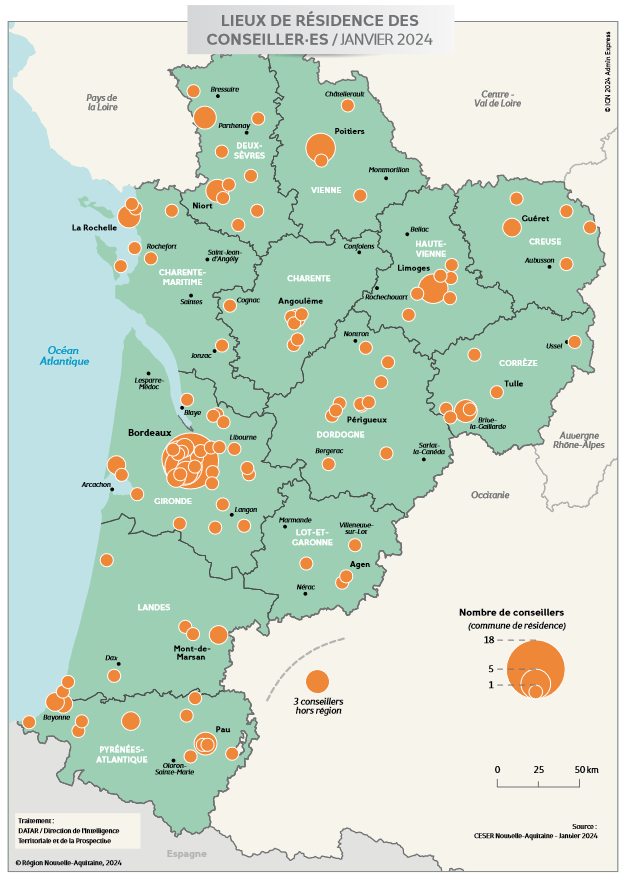 LIEUX DE RÉSIDENCE DES
CONSEILLER·ES / JANVIER 2024
© IGN 2024 Admin Express
Pays de
la Loire
Centre -
Val de Loire
Bressuire
Châtellerault
Parthenay
Poitiers
DEUX-
SÈVRES
Montmorillon
VIENNE
Niort
Guéret
La Rochelle
Bellac
CREUSE
Rochefort
Saint-Jean-
d'Angély
Confolens
HAUTE-
VIENNE
Aubusson
CHARENTE-
MARITIME
CHARENTE
Limoges
Saintes
Cognac
Angoulême
Rochechouart
Océan
Atlantique
Jonzac
Nontron
Ussel
CORRÈZE
Lesparre-
Médoc
Tulle
Blaye
Périgueux
Brive-
la-Gaillarde
Bordeaux
Libourne
DORDOGNE
Auvergne
Rhône-Alpes
Bergerac
Sarlat-
la-Canéda
Arcachon
GIRONDE
Langon
Occitanie
Marmande
Villeneuve-
sur-Lot
LOT-ET-
GARONNE
Agen
Nérac
LANDES
Nombre de conseillers
(commune de résidence)
18
5
1
Mont-de-
Marsan
Dax
3 conseillers
hors région
Bayonne
Pau
PYRÉNÉES-
ATLANTIQUE
Oloron-
Sainte-Marie
0 25 50 km
Traitement :
DATAR / Direction de l'Intelligence
Territoriale et de la Prospective
Source :
CESER Nouvelle-Aquitaine - Janvier 2024
Espagne
© Région Nouvelle-Aquitaine, 2024